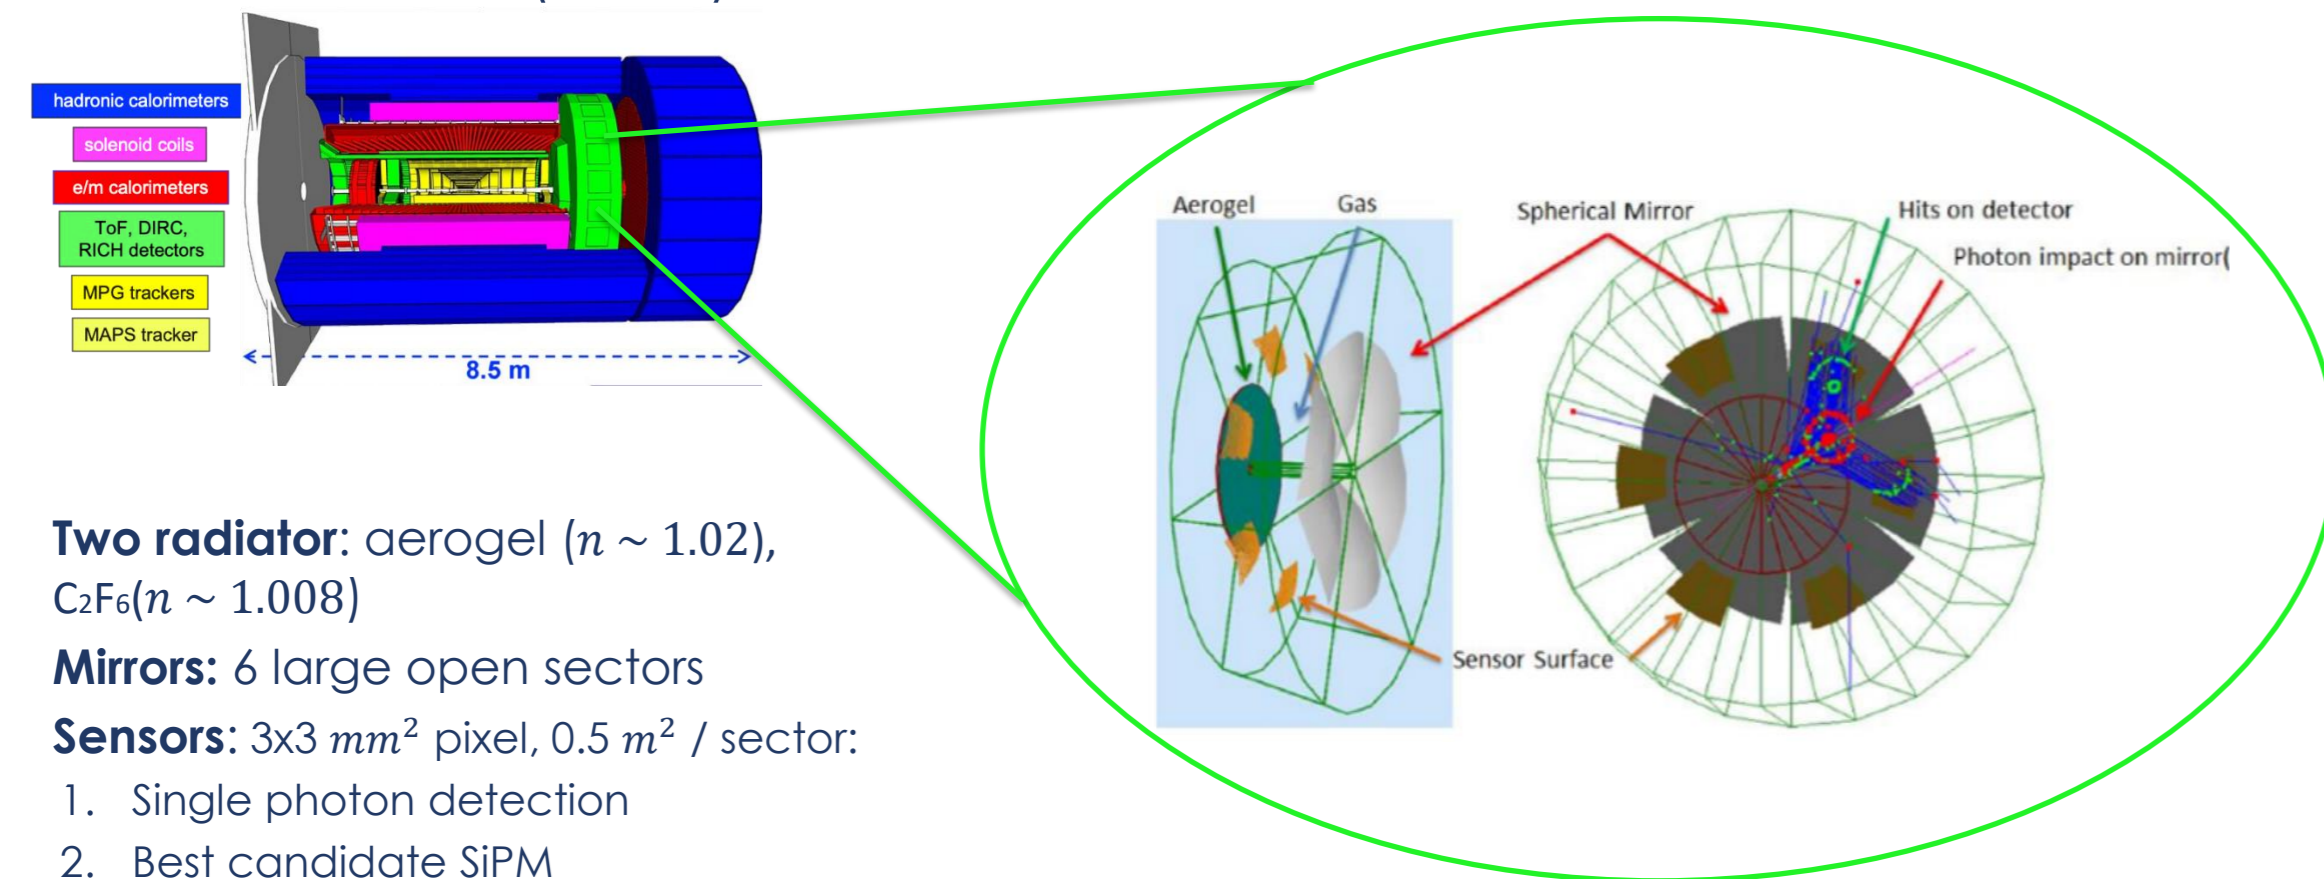 hadronic calorimeters
solenoid coils
e/m calorimeters
ToF, DIRC,
RICH detectors
MPG trackers
MAPS tracker
8.5 m
Aerogel
Gas
Spherical Mirror
Hits on detector
Photon impact on mirror(
Sensor Surface
Two radiator: aerogel (n ~ 1.02),
C₂F₆(n ~ 1.008)
Mirrors: 6 large open sectors
Sensors: 3x3 mm² pixel, 0.5 m² / sector:
1. Single photon detection
2. Best candidate SiPM